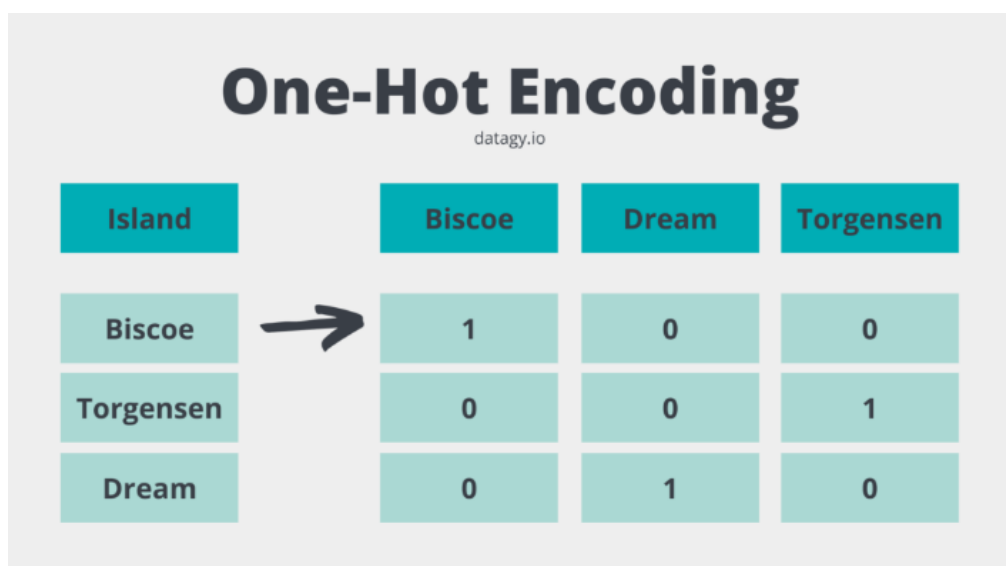 One-Hot Encoding
datagy.io
Island Biscoe Dream Torgensen
Biscoe 1 0 0
Torgensen 0 0 1
Dream 0 1 0